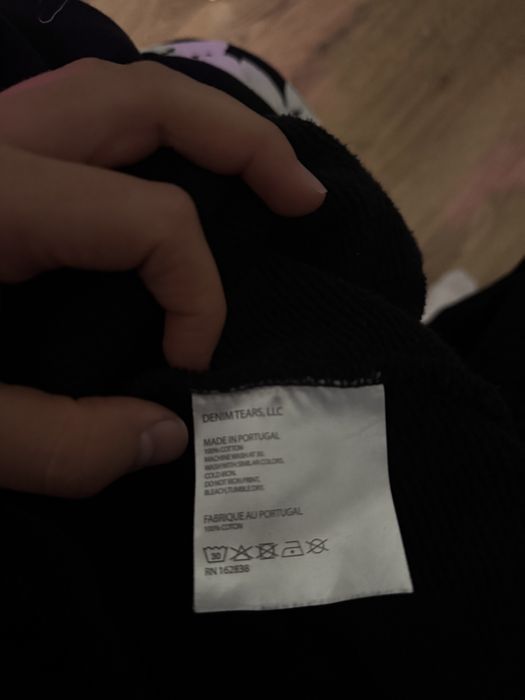 DENIM TEARS, LLC
MADE IN PORTUGAL
100% COTTON
MACHINE WASH AT 30.
WASH WITH SIMILAR COLORS.
COLD IRON.
DO NOT IRON PRINT,
BLEACH,TUMBLE DRY.
FABRIQUE AU PORTUGAL
100% COTON
30
RN 162838